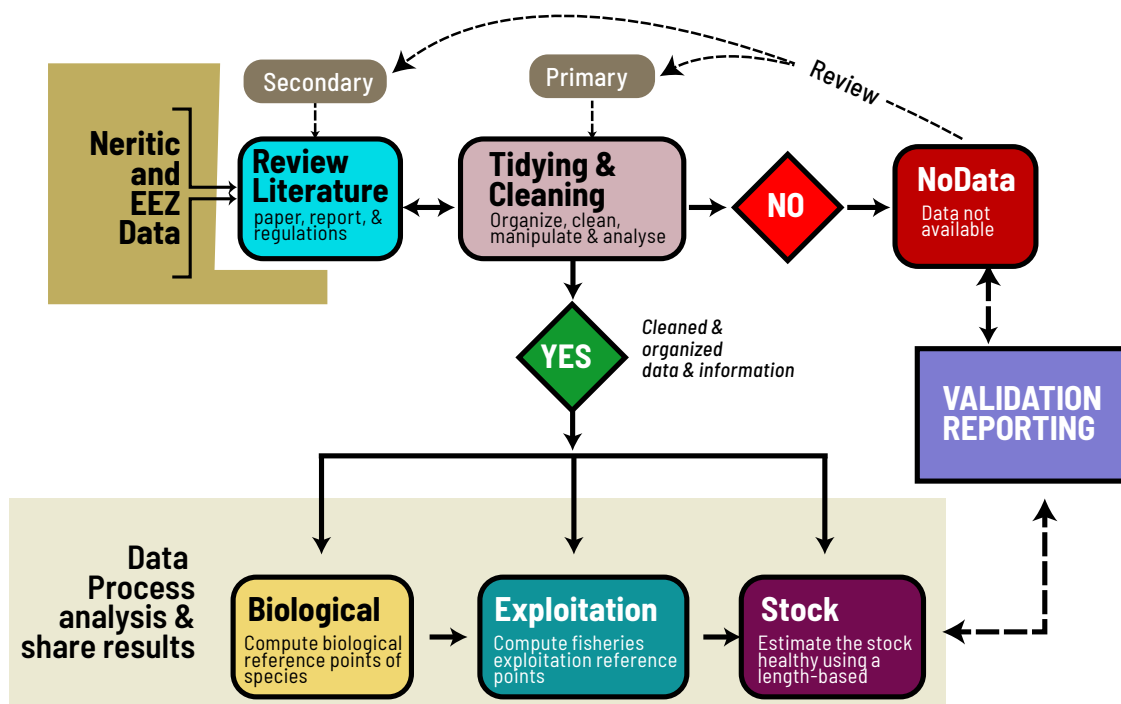 Secondary
Primary
Review
Neritic
and
EEZ
Data
Review
Literature
paper, report, &
regulations
Tidying &
Cleaning
Organize, clean,
manipulate & analyse
NO
NoData
Data not
available
YES
Cleaned &
organized
data & information
VALIDATION
REPORTING
Data
Process
analysis &
share results
Biological
Compute biological
reference points of
species
Exploitation
Compute fisheries
exploitation reference
points
Stock
Estimate the stock
healthy using a
length-based